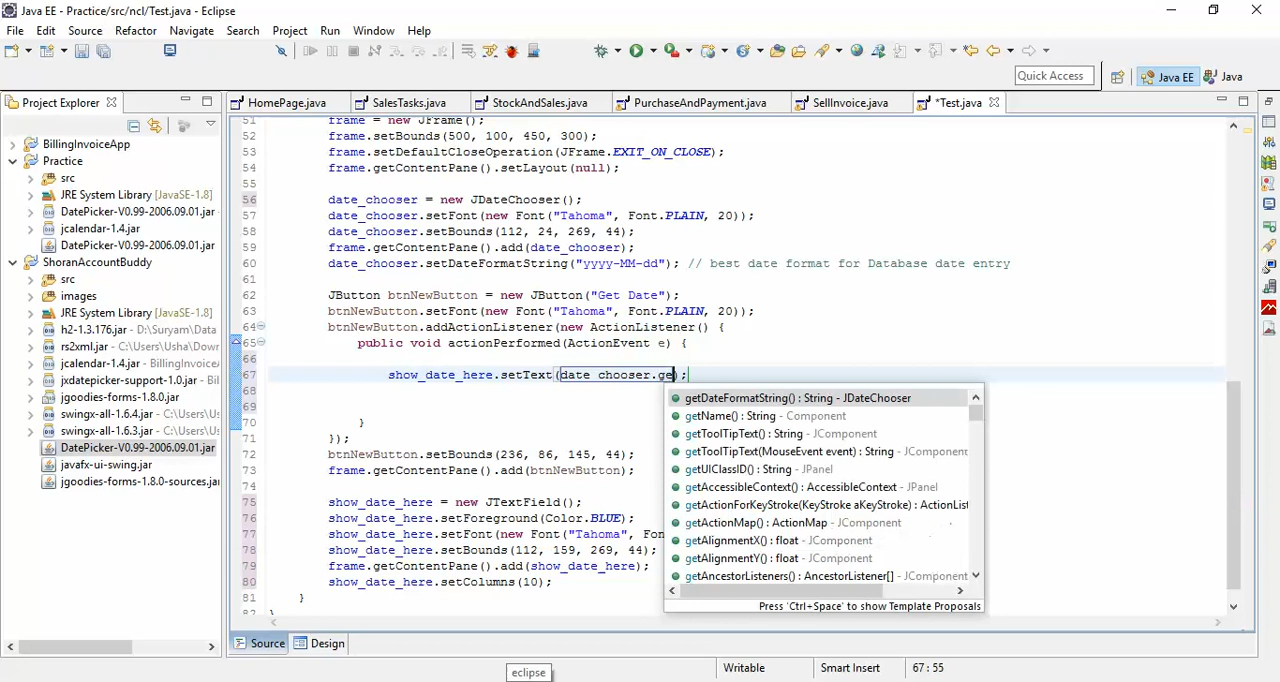 Java EE - Practice/src/ncl/Test.java - Eclipse
File Edit Source Refactor Navigate Search Project Run Window Help
Quick Access
Java EE
Java
Project Explorer
HomePage.java
SalesTasks.java
StockAndSales.java
PurchaseAndPayment.java
SellInvoice.java
*Test.java
BillingInvoiceApp
Practice
src
JRE System Library [JavaSE-1.8]
DatePicker-V0.99-2006.09.01.jar
jcalendar-1.4.jar
DatePicker-V0.99-2006.09.01.jar
ShoranAccountBuddy
src
images
JRE System Library [JavaSE-1.8]
h2-1.3.176.jar - D:\Suryam\Data
rs2xml.jar - C:\Users\Usha\Down
jcalendar-1.4.jar - BillingInvoiceA
jxdatepicker-support-1.0.jar - Bil
jgoodies-forms-1.8.0.jar - C:\Us
swingx-all-1.6.4.jar - C:\Users\U
swingx-all-1.6.3.jar - C:\Users\U
DatePicker-V0.99-2006.09.01.jar
javafx-ui-swing.jar
jgoodies-forms-1.8.0-sources.jar
51 frame = new JFrame();
52 frame.setBounds(500, 100, 450, 300);
53 frame.setDefaultCloseOperation(JFrame.EXIT_ON_CLOSE);
54 frame.getContentPane().setLayout(null);
55
56 date_chooser = new JDateChooser();
57 date_chooser.setFont(new Font("Tahoma", Font.PLAIN, 20));
58 date_chooser.setBounds(112, 24, 269, 44);
59 frame.getContentPane().add(date_chooser);
60 date_chooser.setDateFormatString("yyyy-MM-dd"); // best date format for Database date entry
61
62 JButton btnNewButton = new JButton("Get Date");
63 btnNewButton.setFont(new Font("Tahoma", Font.PLAIN, 20));
64 btnNewButton.addActionListener(new ActionListener() {
65 public void actionPerformed(ActionEvent e) {
66
67 show_date_here.setText(date_chooser.ge);
68
69
70 }
71 });
72 btnNewButton.setBounds(236, 86, 145, 44);
73 frame.getContentPane().add(btnNewButton);
74
75 show_date_here = new JTextField();
76 show_date_here.setForeground(Color.BLUE);
77 show_date_here.setFont(new Font("Tahoma", Fon
78 show_date_here.setBounds(112, 159, 269, 44);
79 frame.getContentPane().add(show_date_here);
80 show_date_here.setColumns(10);
81 }
82 }
getDateFormatString() : String - JDateChooser
getName() : String - Component
getToolTipText() : String - JComponent
getToolTipText(MouseEvent event) : String - JComponen
getUIClassID() : String - JPanel
getAccessibleContext() : AccessibleContext - JPanel
getActionForKeyStroke(KeyStroke aKeyStroke) : ActionList
getActionMap() : ActionMap - JComponent
getAlignmentX() : float - JComponent
getAlignmentY() : float - JComponent
getAncestorListeners() : AncestorListener[] - JComponen
Press 'Ctrl+Space' to show Template Proposals
Source
Design
eclipse
Writable
Smart Insert
67 : 55